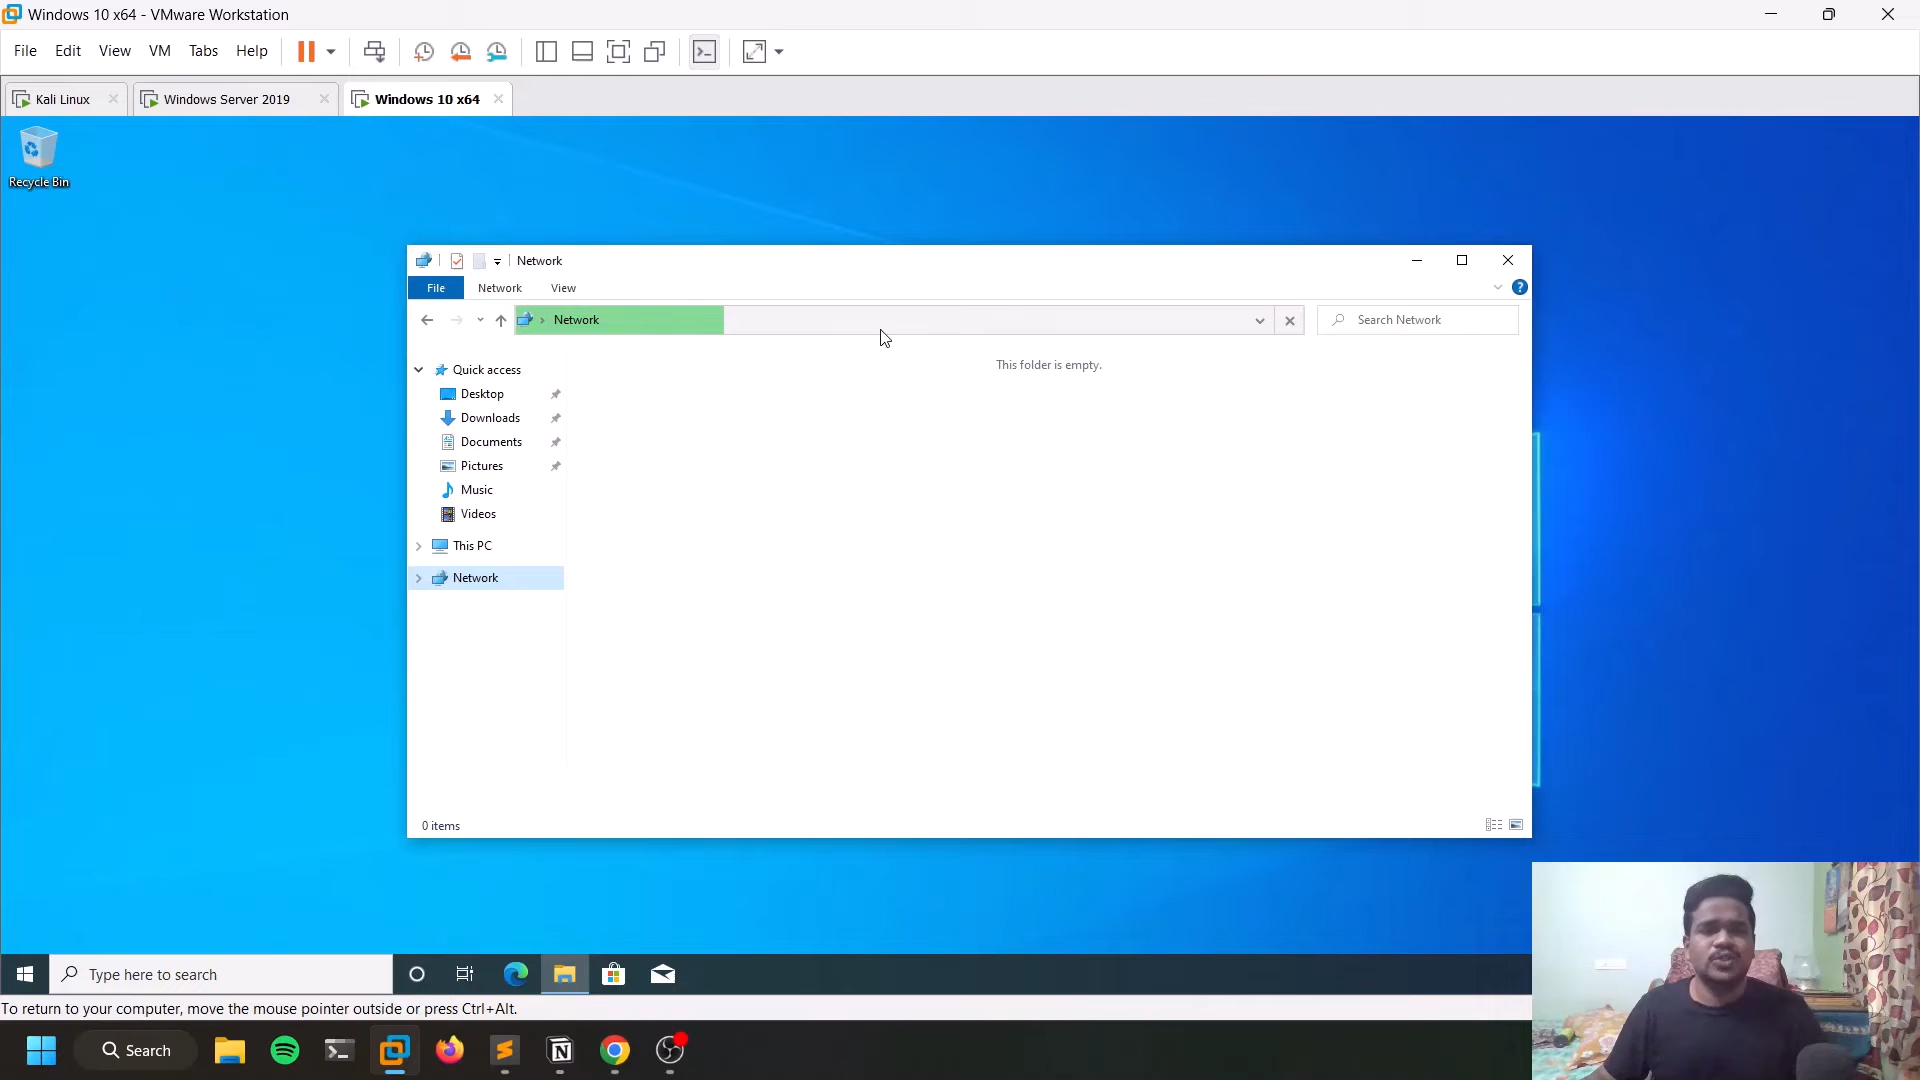 Windows 10 x64 - VMware Workstation
File Edit View VM Tabs Help
Kali Linux Windows Server 2019 Windows 10 x64
Recycle Bin
Network
File Network View
Network Search Network
This folder is empty.
Quick access
Desktop
Downloads
Documents
Pictures
Music
Videos
This PC
Network
0 items
Type here to search
To return to your computer, move the mouse pointer outside or press Ctrl+Alt.
Search